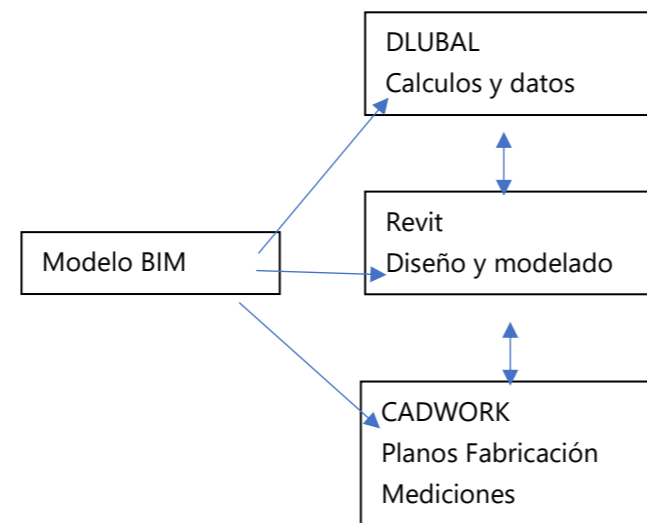 DLUBAL
Calculos y datos
Revit
Diseño y modelado
Modelo BIM
CADWORK
Planos Fabricación
Mediciones